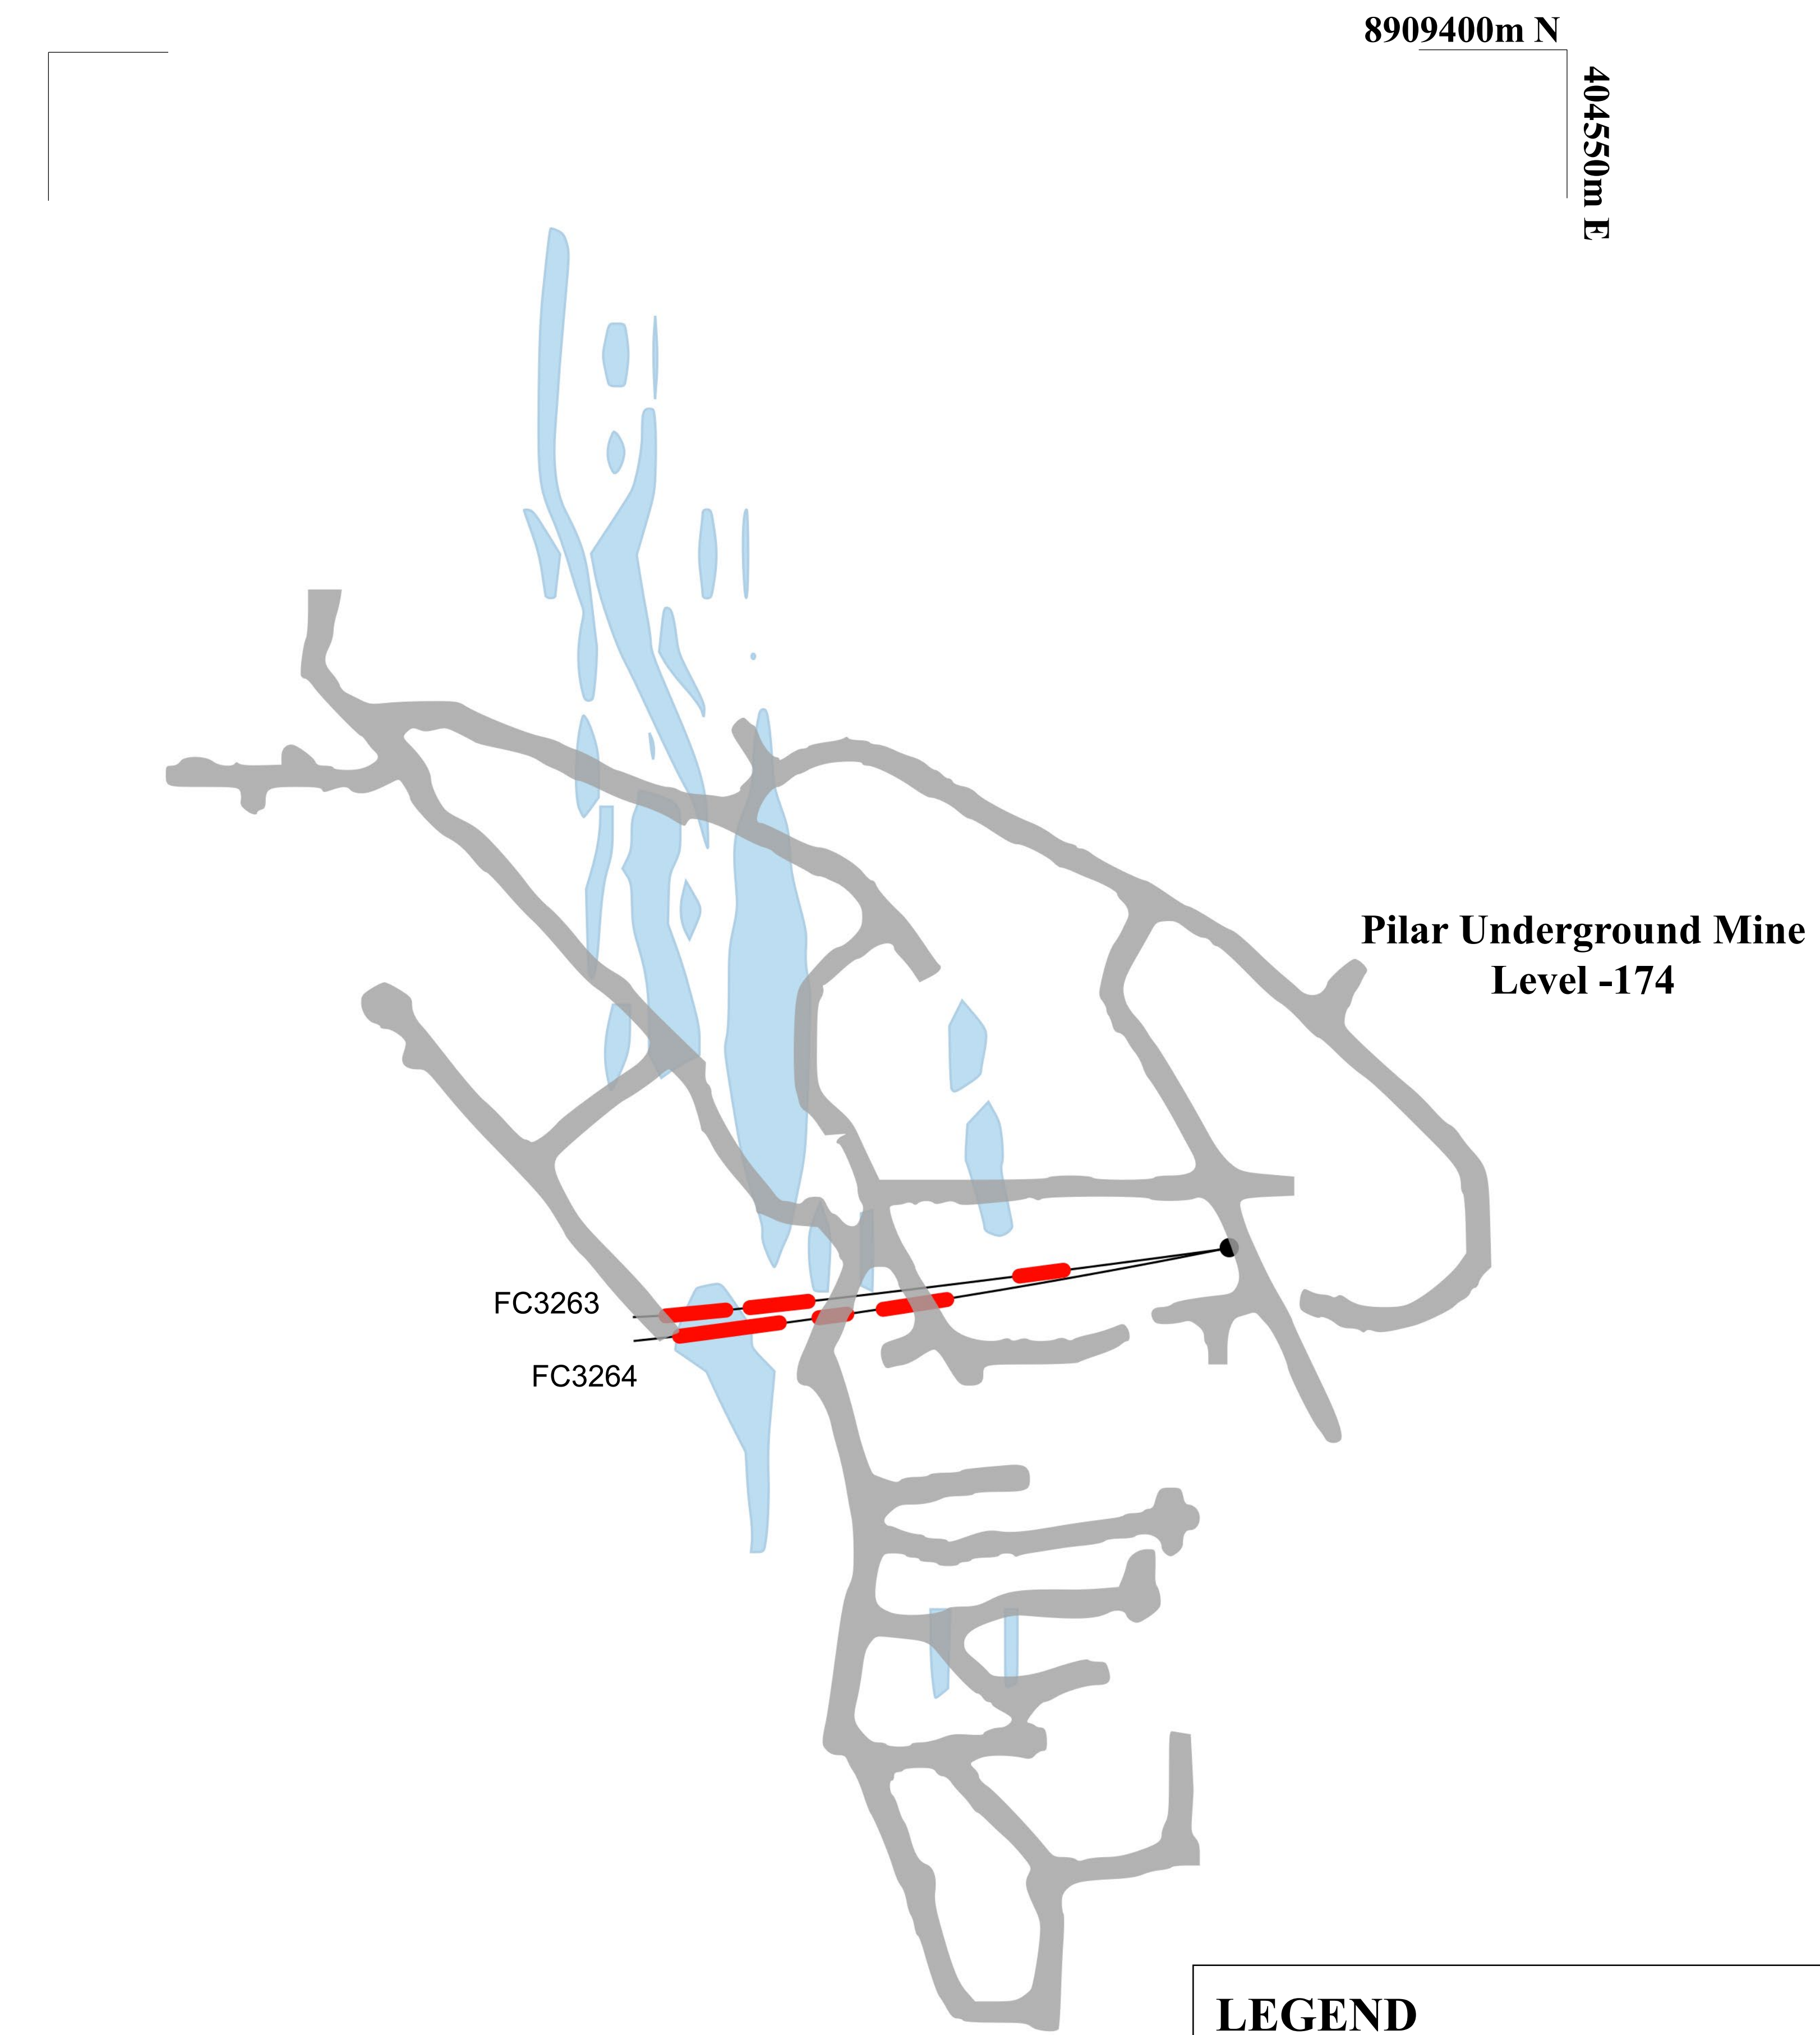 8909400m N
404550m E
Pilar Underground Mine
Level -174
FC3263
FC3264
LEGEND